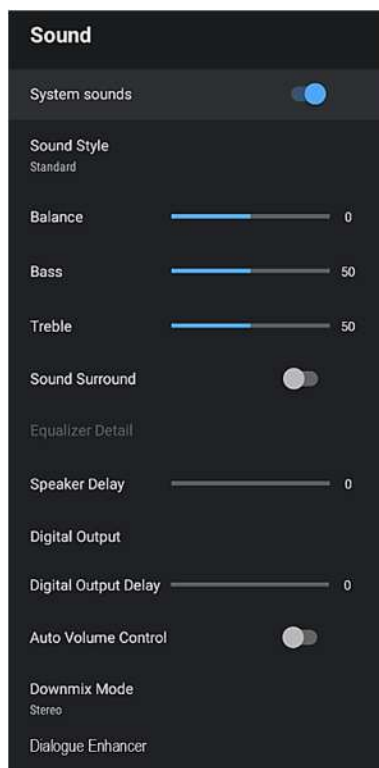 Sound
System sounds
Sound Style
Standard
Balance 0
Bass 50
Treble 50
Sound Surround
Equalizer Detail
Speaker Delay 0
Digital Output
Digital Output Delay 0
Auto Volume Control
Downmix Mode
Stereo
Dialogue Enhancer